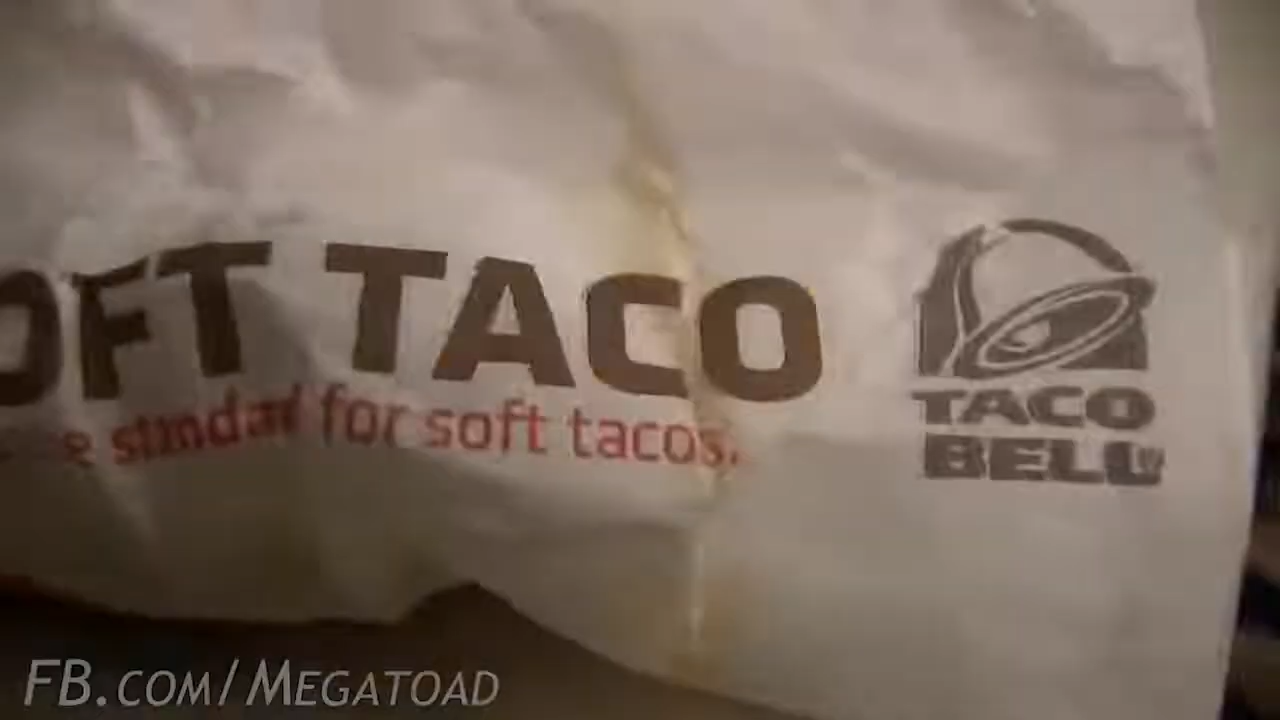 OFT TACO
for soft tacos.
TACO
BELL
FB.COM/MEGATOAD